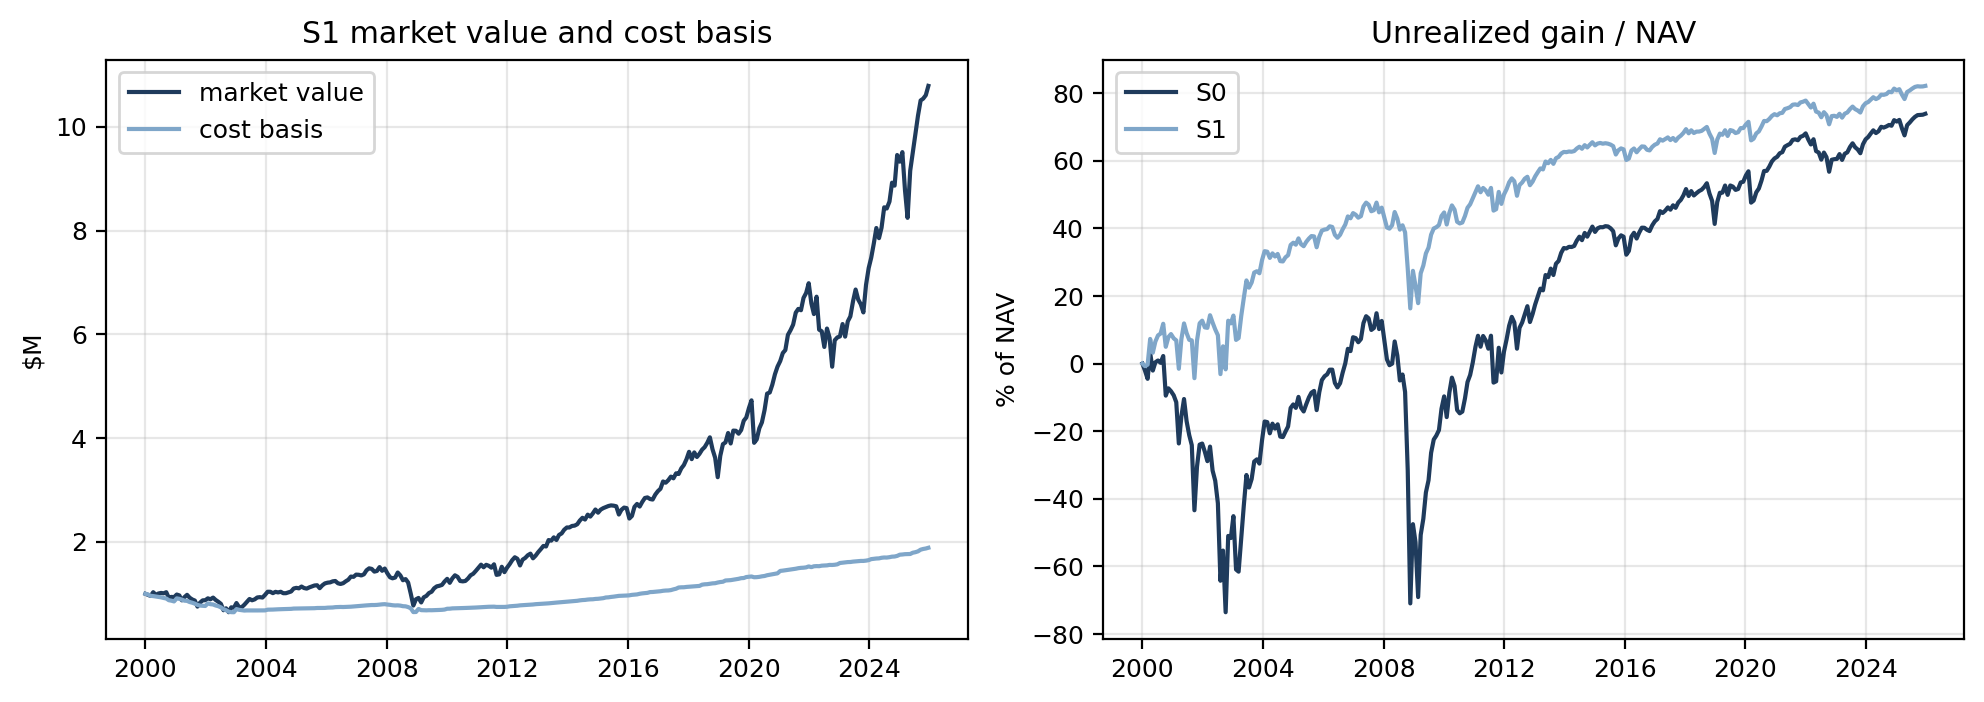 S1 market value and cost basis
market value
cost basis
$M
10
8
6
4
2
2000 2004 2008 2012 2016 2020 2024
Unrealized gain / NAV
S0
S1
% of NAV
80
60
40
20
0
−20
−40
−60
−80
2000 2004 2008 2012 2016 2020 2024